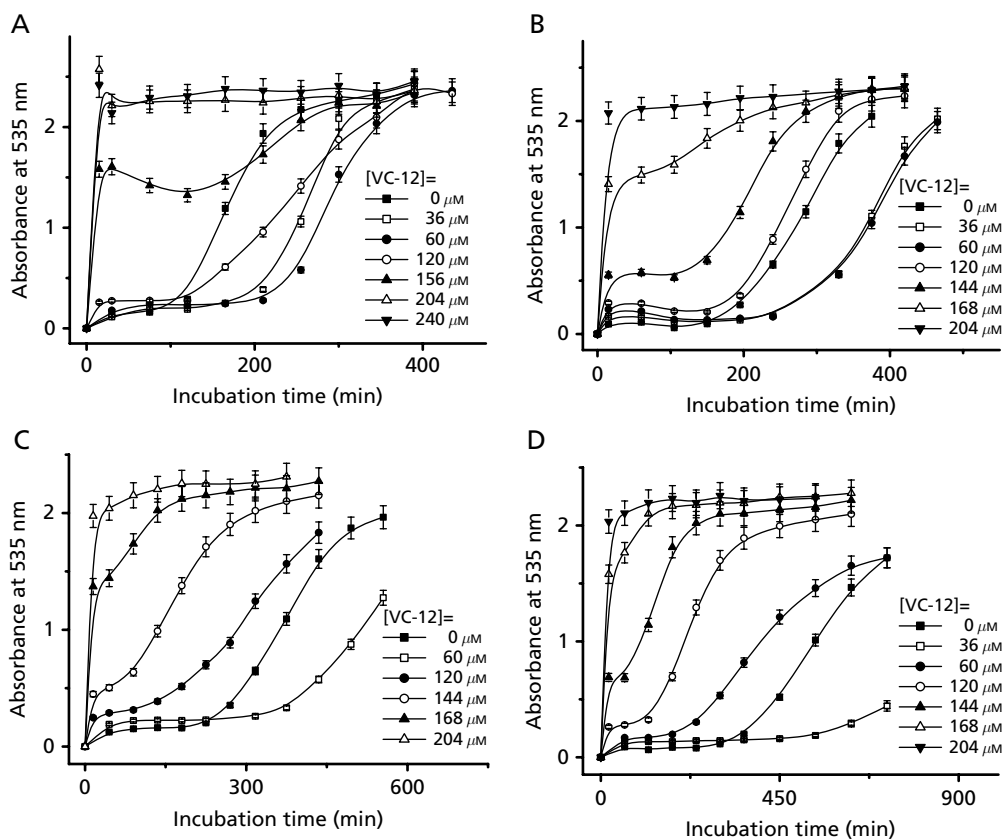 A
Absorbance at 535 nm
2
1
0
0
200
400
Incubation time (min)
[VC-12]=
0 μM
36 μM
60 μM
120 μM
156 μM
204 μM
240 μM
B
Absorbance at 535 nm
2
1
0
0
200
400
Incubation time (min)
[VC-12]=
0 μM
36 μM
60 μM
120 μM
144 μM
168 μM
204 μM
C
Absorbance at 535 nm
2
1
0
0
300
600
Incubation time (min)
[VC-12]=
0 μM
60 μM
120 μM
144 μM
168 μM
204 μM
D
Absorbance at 535 nm
2
1
0
0
450
900
Incubation time (min)
[VC-12]=
0 μM
36 μM
60 μM
120 μM
144 μM
168 μM
204 μM